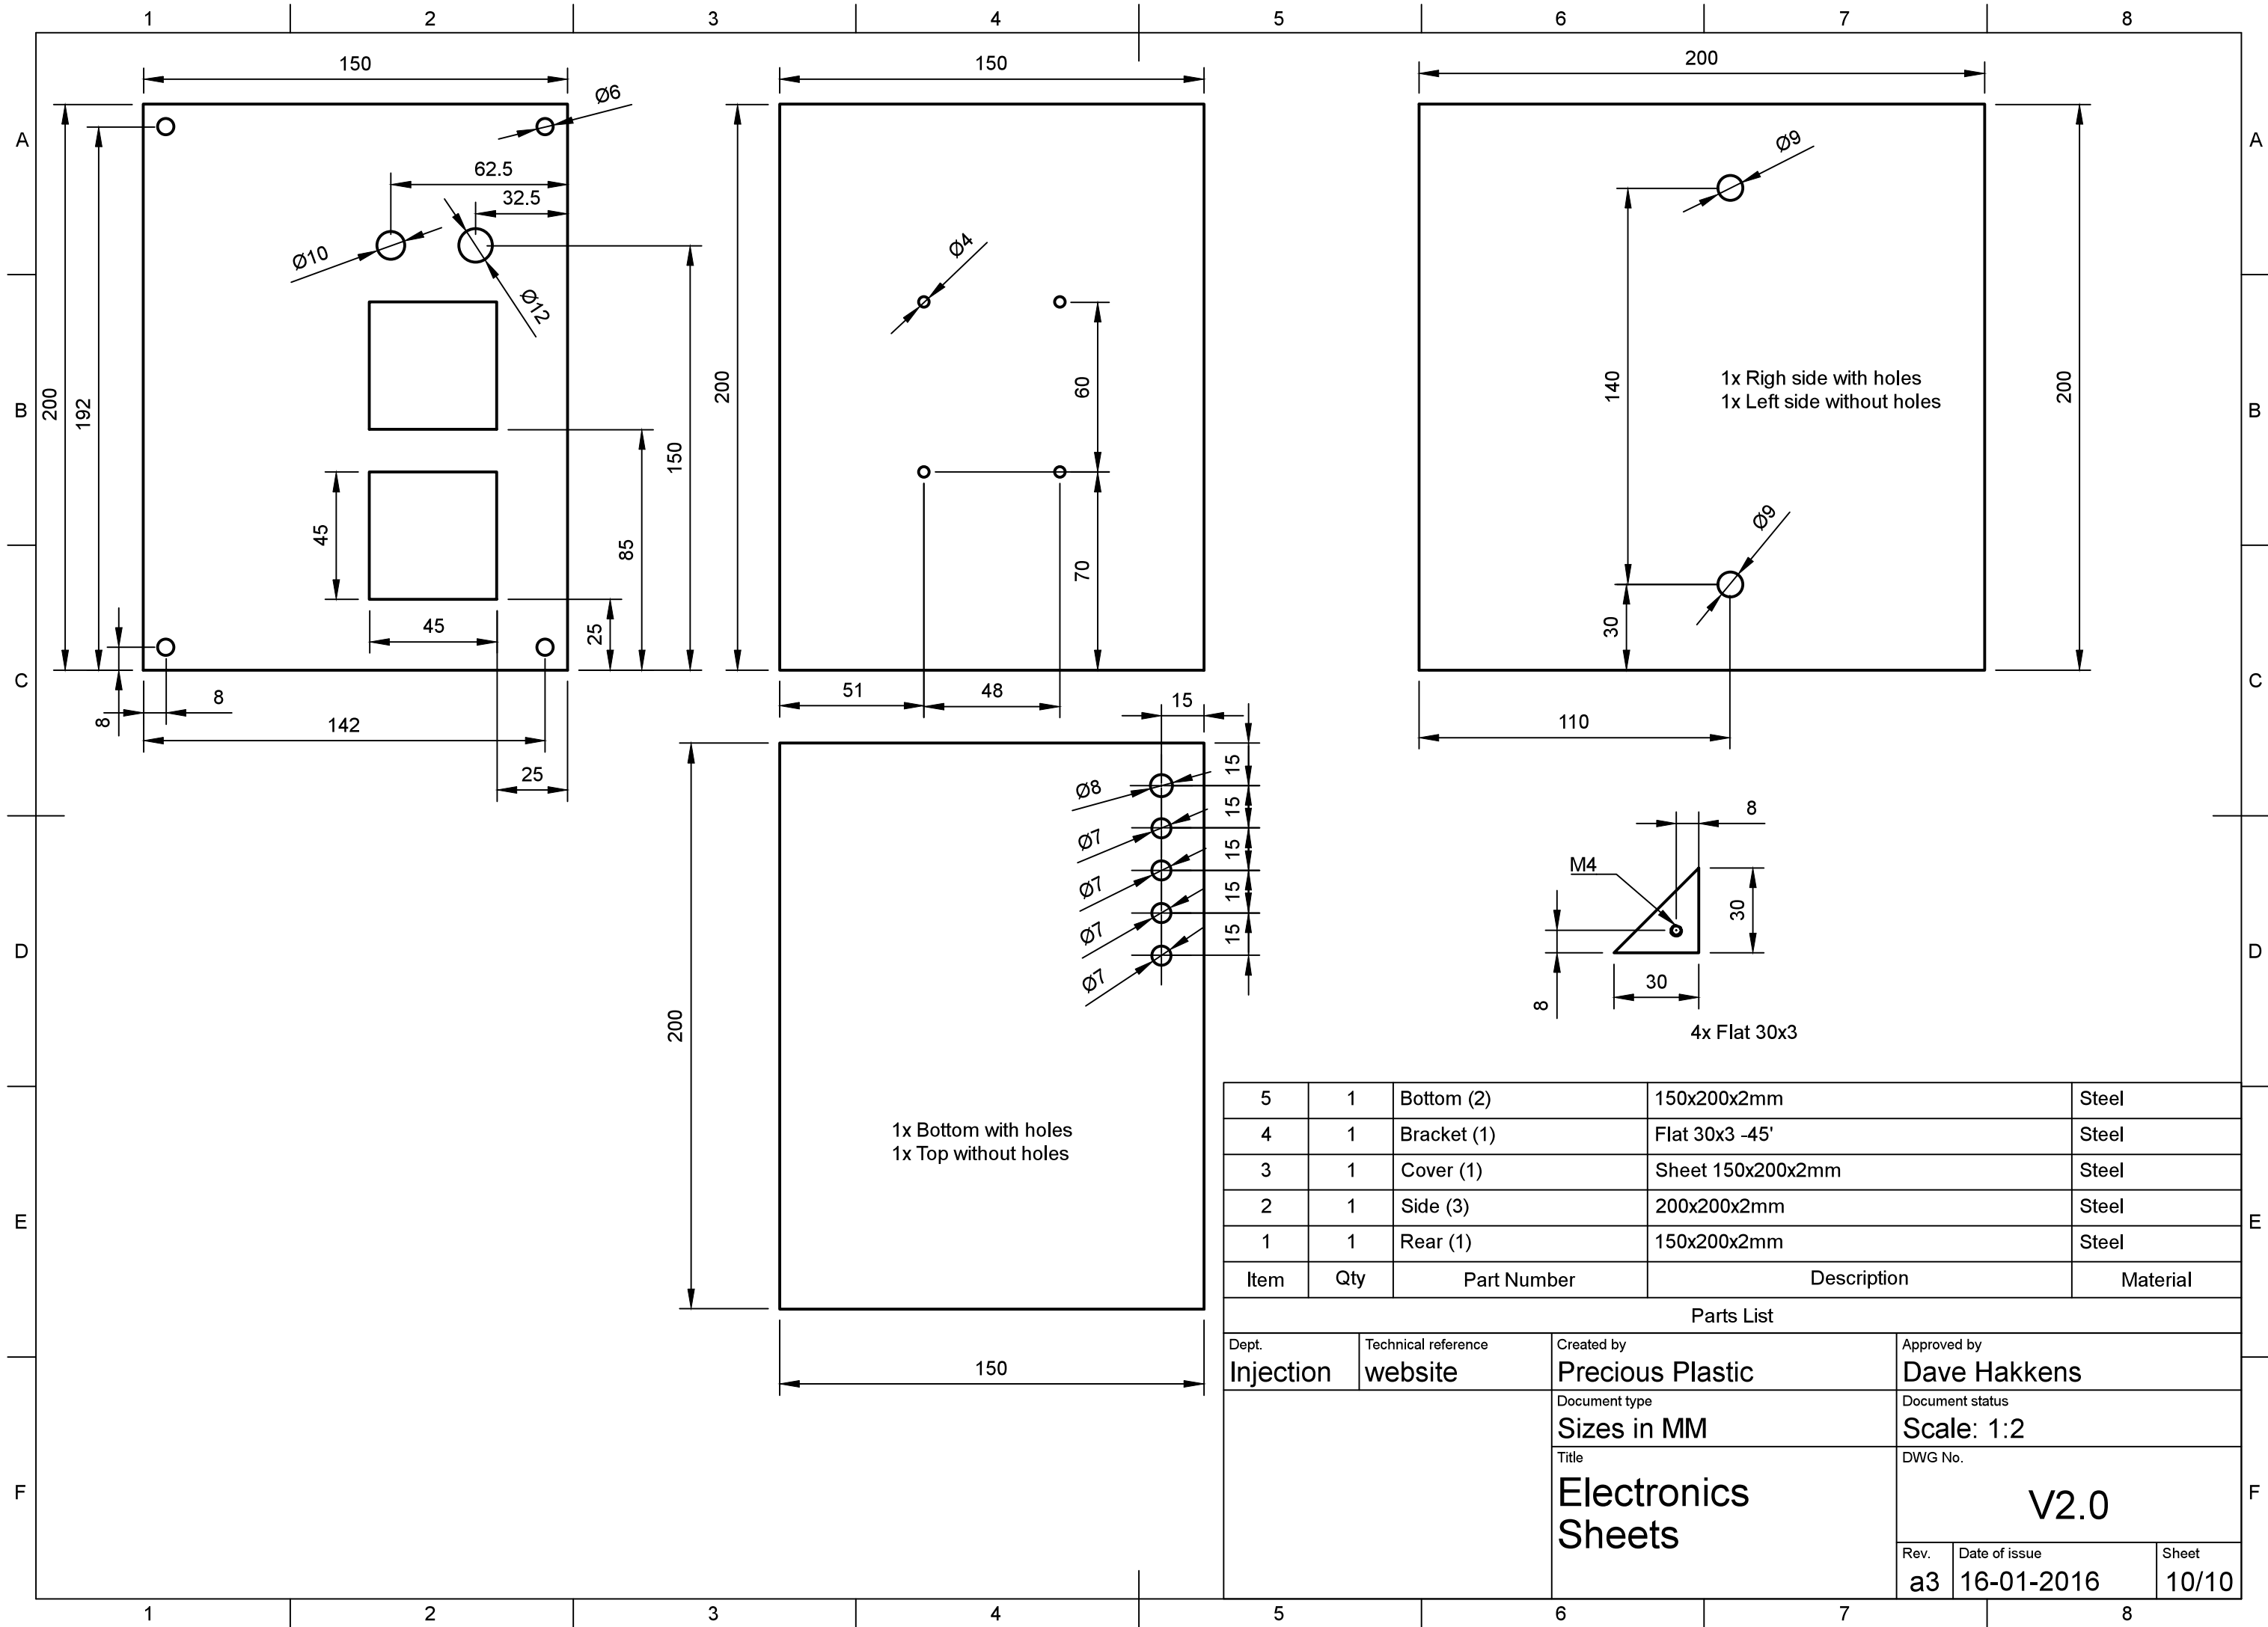 1 2 3 4 5 6 7 8
A
B
C
D
E
F
A
B
C
D
E
F
150
Ø6
62.5
32.5
Ø10
Ø12
200
192
150
45
85
45
25
8
8
142
25
150
Ø4
200
60
70
51
48
200
Ø9
140
1x Righ side with holes
1x Left side without holes
200
Ø9
30
110
15
15
Ø8
15
Ø7
15
Ø7
15
Ø7
15
Ø7
200
1x Bottom with holes
1x Top without holes
150
8
M4
30
30
8
4x Flat 30x3
5 1 Bottom (2) 150x200x2mm Steel
4 1 Bracket (1) Flat 30x3 -45' Steel
3 1 Cover (1) Sheet 150x200x2mm Steel
2 1 Side (3) 200x200x2mm Steel
1 1 Rear (1) 150x200x2mm Steel
Item Qty Part Number Description Material
Parts List
Dept. Technical reference Created by Approved by
Injection website Precious Plastic Dave Hakkens
Document type Document status
Sizes in MM Scale: 1:2
Title DWG No.
Electronics
Sheets
V2.0
Rev. Date of issue Sheet
a3 16-01-2016 10/10
1 2 3 4 5 6 7 8